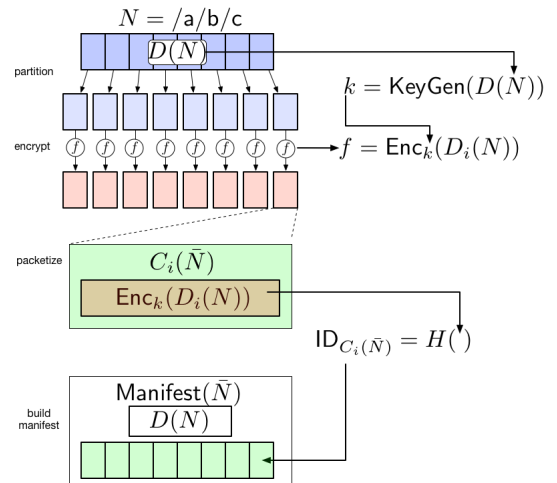 N = /a/b/c
D(N)
partition
k = KeyGen(D(N))
encrypt
f f f f f f f f
f = Enc_k(D_i(N))
packetize
C_i(N̄)
Enc_k(D_i(N))
ID_{C_i(N̄)} = H( )
Manifest(N̄)
build
manifest
D(N)